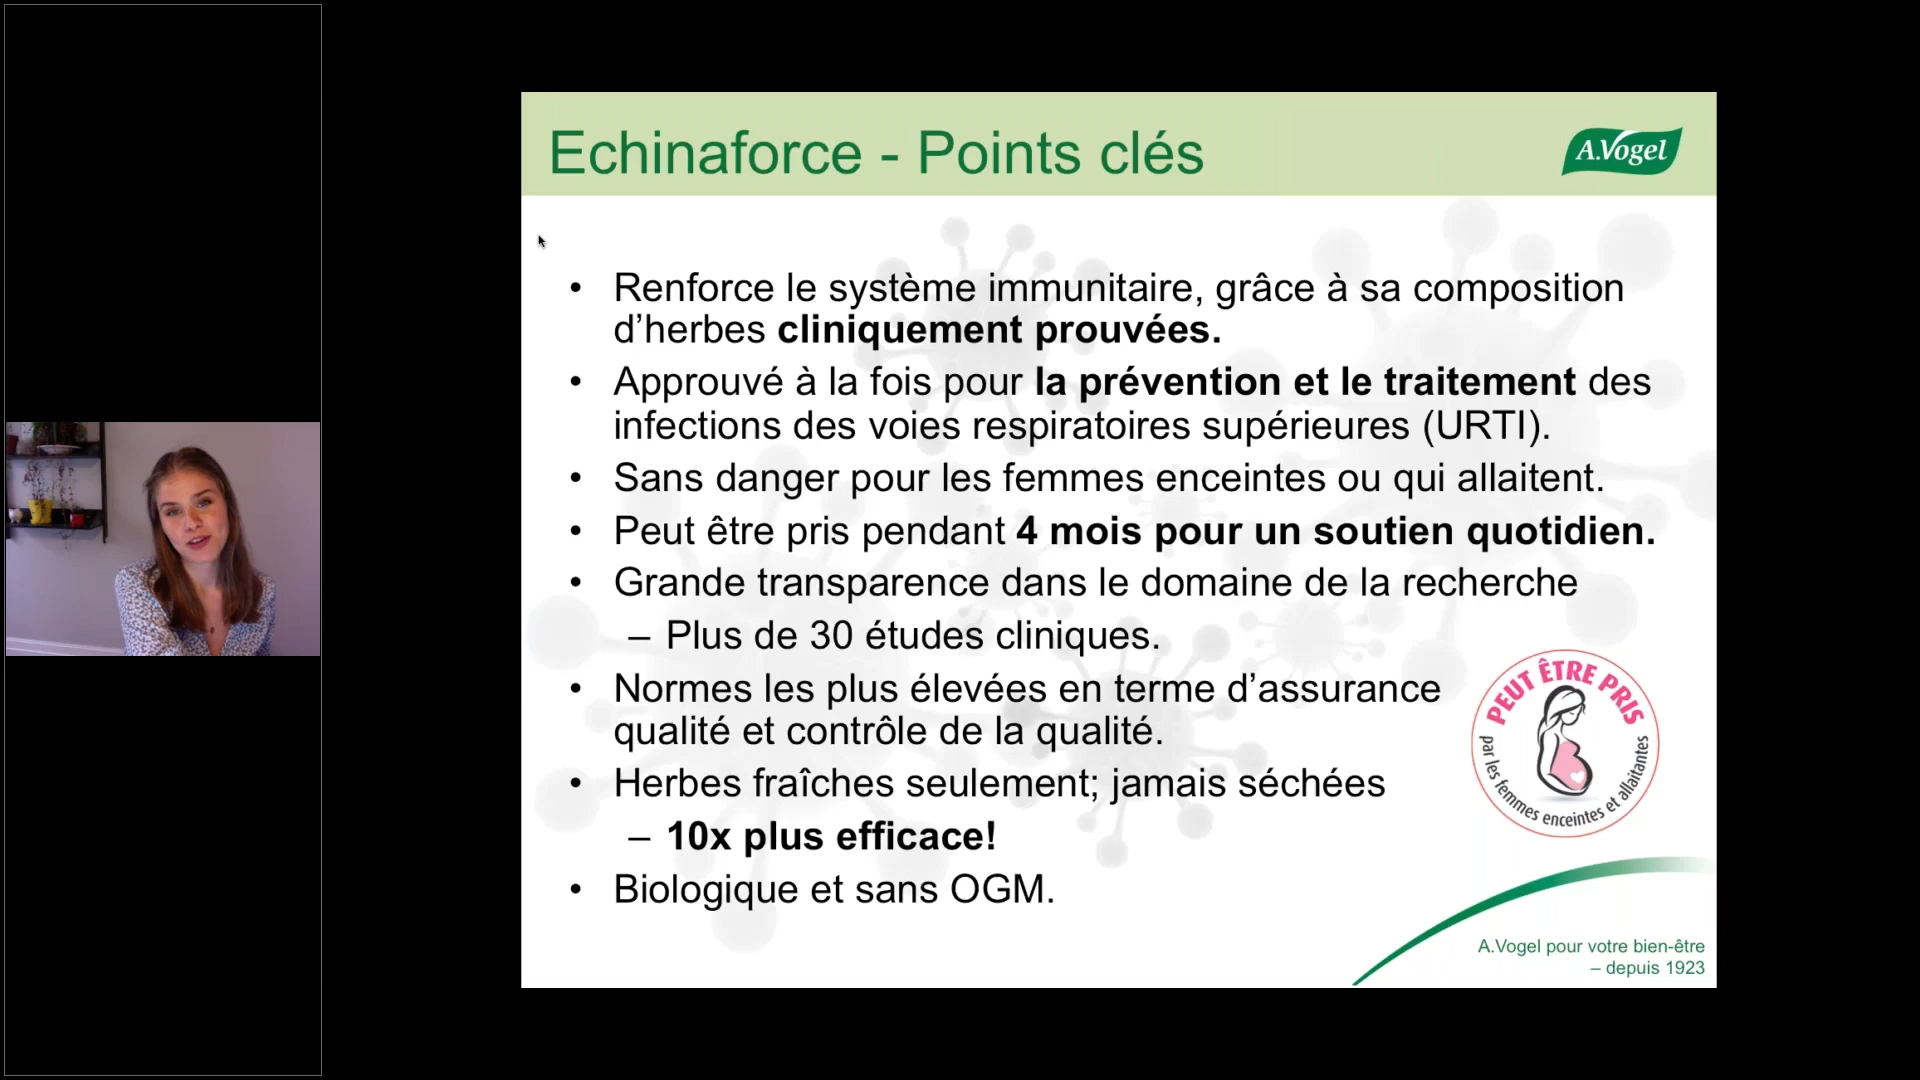 Echinaforce - Points clés
A.Vogel
• Renforce le système immunitaire, grâce à sa composition
d’herbes cliniquement prouvées.
• Approuvé à la fois pour la prévention et le traitement des
infections des voies respiratoires supérieures (URTI).
• Sans danger pour les femmes enceintes ou qui allaitent.
• Peut être pris pendant 4 mois pour un soutien quotidien.
• Grande transparence dans le domaine de la recherche
– Plus de 30 études cliniques.
• Normes les plus élevées en terme d’assurance
qualité et contrôle de la qualité.
• Herbes fraîches seulement; jamais séchées
– 10x plus efficace!
• Biologique et sans OGM.
PEUT ÊTRE PRIS
par les femmes enceintes et allaitantes
A.Vogel pour votre bien-être
– depuis 1923